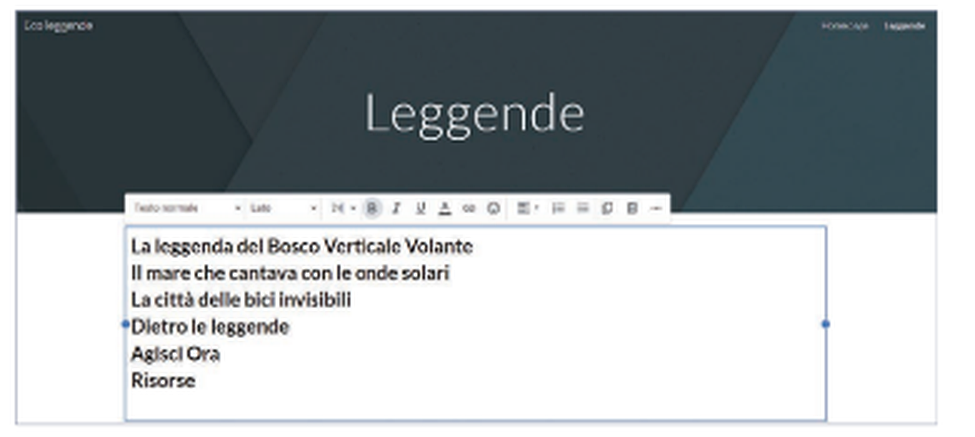 Eco leggende
Homepage Leggende
Leggende
Testo normale Lato
La leggenda del Bosco Verticale Volante
Il mare che cantava con le onde solari
La città delle bici invisibili
Dietro le leggende
Agisci Ora
Risorse